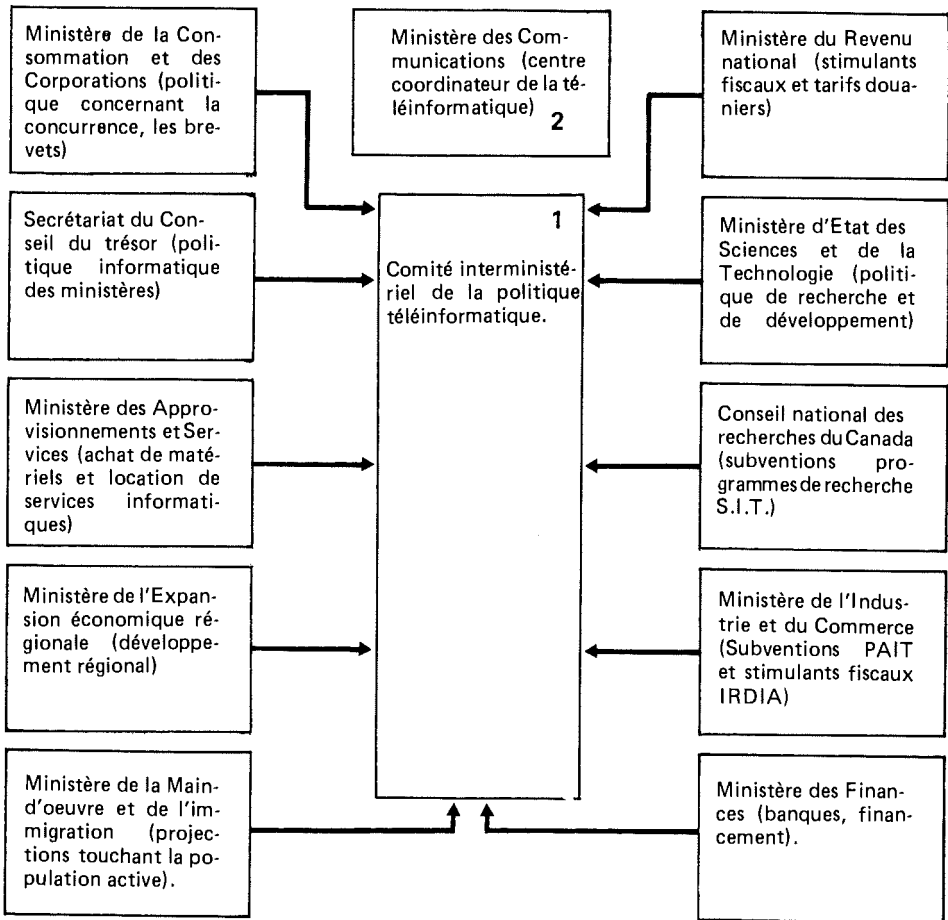 Ministère de la Con-
sommation et des
Corporations (politi-
que concernant la
concurrence, les bre-
vets)
Ministère des Com-
munications (centre
coordinateur de la té-
léinformatique)
2
Ministère du Revenu
national (stimulants
fiscaux et tarifs doua-
niers)
Secrétariat du Con-
seil du trésor (poli-
tique informatique
des ministères)
1
Comité interministé-
riel de la politique
téléinformatique.
Ministère d'Etat des
Sciences et de la
Technologie (politi-
que de recherche et
de développement)
Ministère des Appro-
visionnements et Ser-
vices (achat de maté-
riels et location de
services informati-
ques)
Conseil national des
recherches du Canada
(subventions pro-
grammes de recherche
S.I.T.)
Ministère de l'Expan-
sion économique ré-
gionale (développe-
ment régional)
Ministère de l'Indus-
trie et du Commerce
(Subventions PAIT
et stimulants fiscaux
IRDIA)
Ministère de la Main-
d'oeuvre et de l'im-
migration (projec-
tions touchant la po-
pulation active).
Ministère des Finan-
ces (banques, finan-
cement).